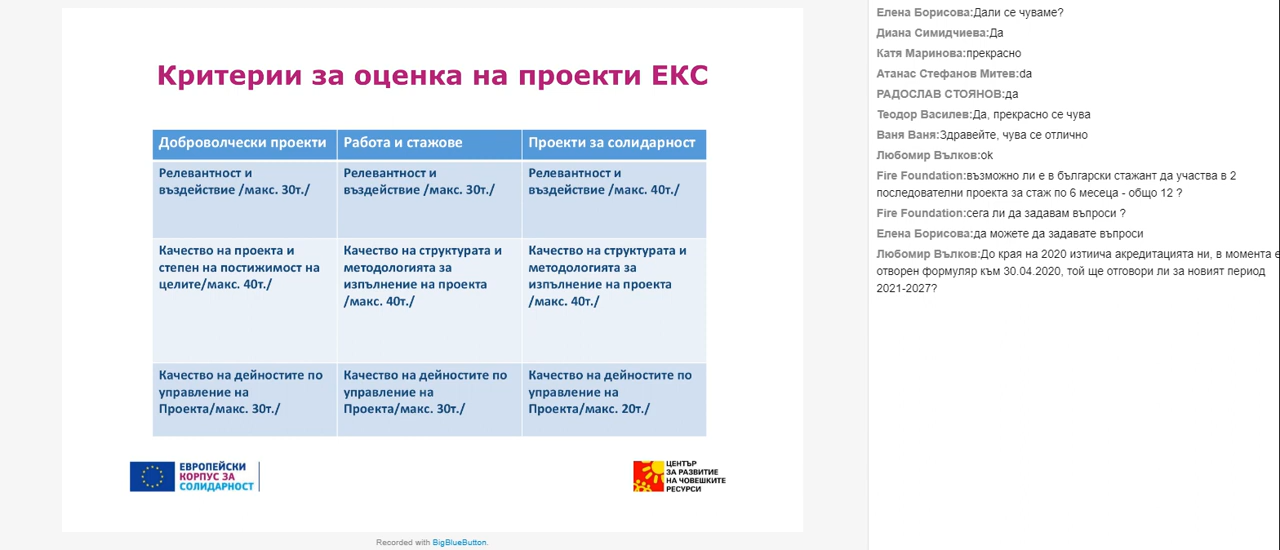 Критерии за оценка на проекти ЕКС
Доброволчески проекти
Работа и стажове
Проекти за солидарност
Релевантност и
въздействие /макс. 30т./
Релевантност и
въздействие /макс. 30т./
Релевантност и
въздействие /макс. 40т./
Качество на проекта и
степен на постижимост на
целите/макс. 40т./
Качество на структурата и
методологията за
изпълнение на проекта
/макс. 40т./
Качество на структурата и
методологията за
изпълнение на проекта
/макс. 40т./
Качество на дейностите по
управление на
Проекта/макс. 30т./
Качество на дейностите по
управление на
Проекта/макс. 30т./
Качество на дейностите по
управление на
Проекта/макс. 20т./
ЕВРОПЕЙСКИ
КОРПУС ЗА
СОЛИДАРНОСТ
ЦЕНТЪР
ЗА РАЗВИТИЕ
НА ЧОВЕШКИТЕ
РЕСУРСИ
Recorded with BigBlueButton.
Елена Борисова:Дали се чуваме?
Диана Симидчиева:Да
Катя Маринова:прекрасно
Атанас Стефанов Митев:da
РАДОСЛАВ СТОЯНОВ:да
Теодор Василев:Да, прекрасно се чува
Ваня Ваня:Здравейте, чува се отлично
Любомир Вълков:ok
Fire Foundation:възможно ли е в български стажант да участва в 2
последователни проекта за стаж по 6 месеца - общо 12 ?
Fire Foundation:сега ли да задавам въпроси ?
Елена Борисова:да можете да задавате въпроси
Любомир Вълков:До края на 2020 изтиича акредитацията ни, в момента е
отворен формуляр към 30.04.2020, той ще отговори ли за новият период
2021-2027?